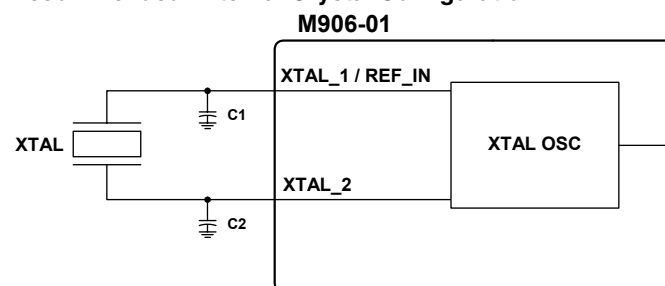 M906-01
XTAL_1 / REF_IN
C1
XTAL
XTAL OSC
XTAL_2
C2